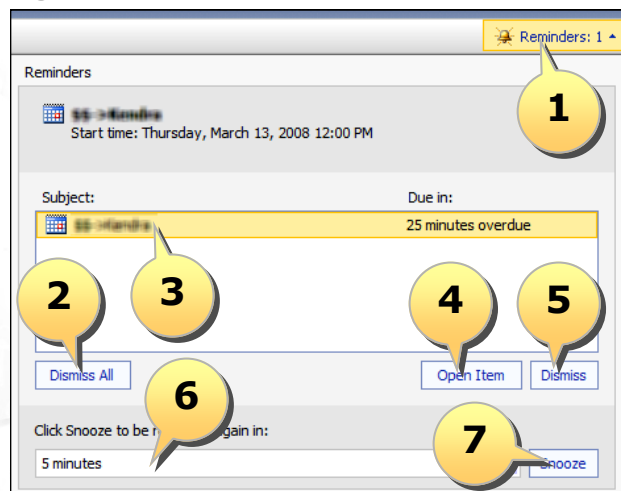 Reminders: 1
1
Reminders
Start time: Thursday, March 13, 2008 12:00 PM
Subject: Due in:
25 minutes overdue
2 3 4 5
Dismiss All Open Item Dismiss
6
Click Snooze to be again in:
7
5 minutes Snooze